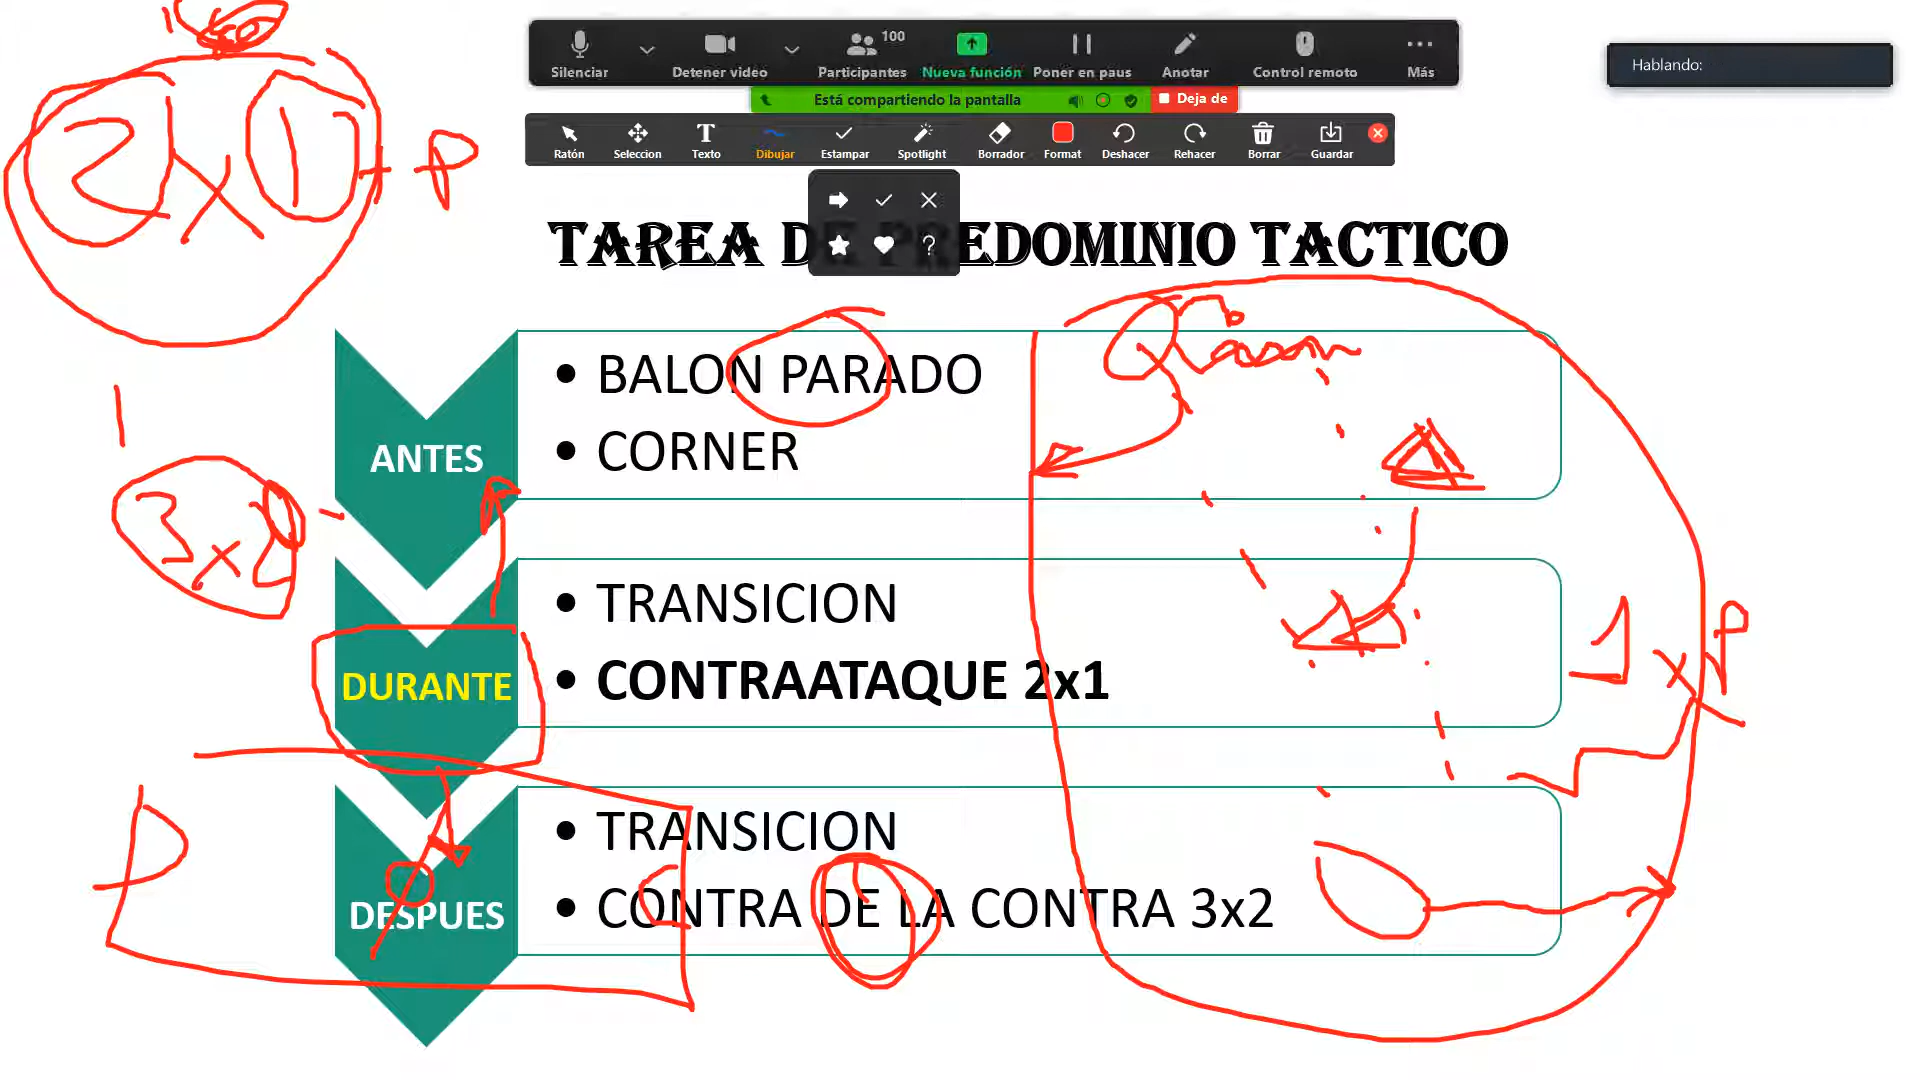 100
Silenciar Detener video Participantes Nueva función Poner en paus Anotar Control remoto Más
Hablando:
Está compartiendo la pantalla Deja de
Ratón Seleccion Texto Dibujar Estampar Spotlight Borrador Format Deshacer Rehacer Borrar Guardar
2x1 + P
TAREA DE PREDOMINIO TACTICO
ANTES
• BALON PARADO
• CORNER
3x2
DURANTE
• TRANSICION
• CONTRAATAQUE 2x1
1xP
P
DESPUES
• TRANSICION
• CONTRA DE LA CONTRA 3x2